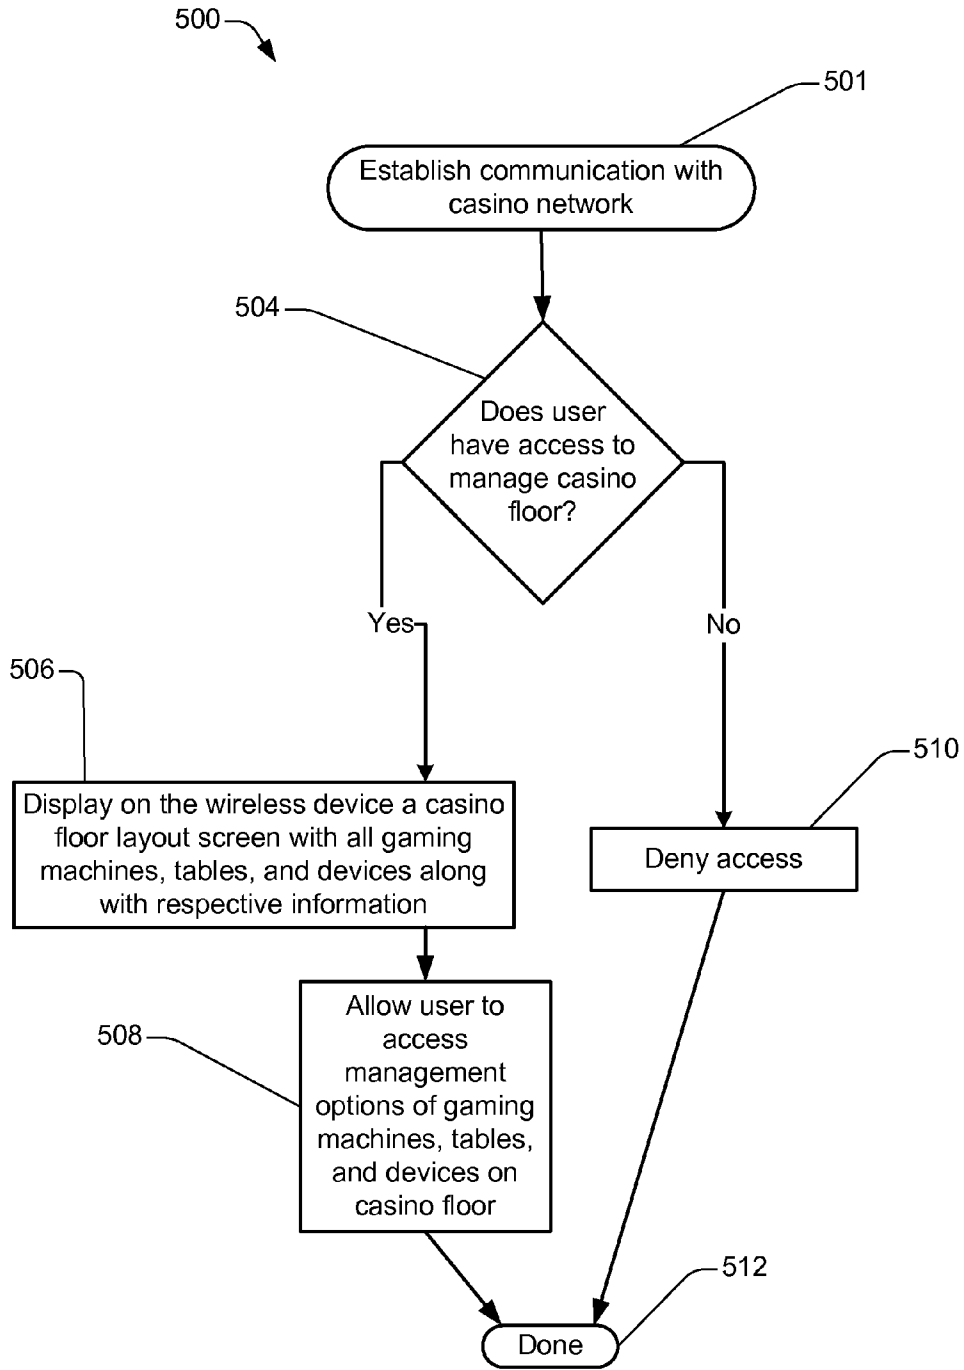 500
501
Establish communication with
casino network
504
Does user
have access to
manage casino
floor?
Yes
No
506
510
Display on the wireless device a casino
floor layout screen with all gaming
machines, tables, and devices along
with respective information
Deny access
508
Allow user to
access
management
options of gaming
machines, tables,
and devices on
casino floor
512
Done